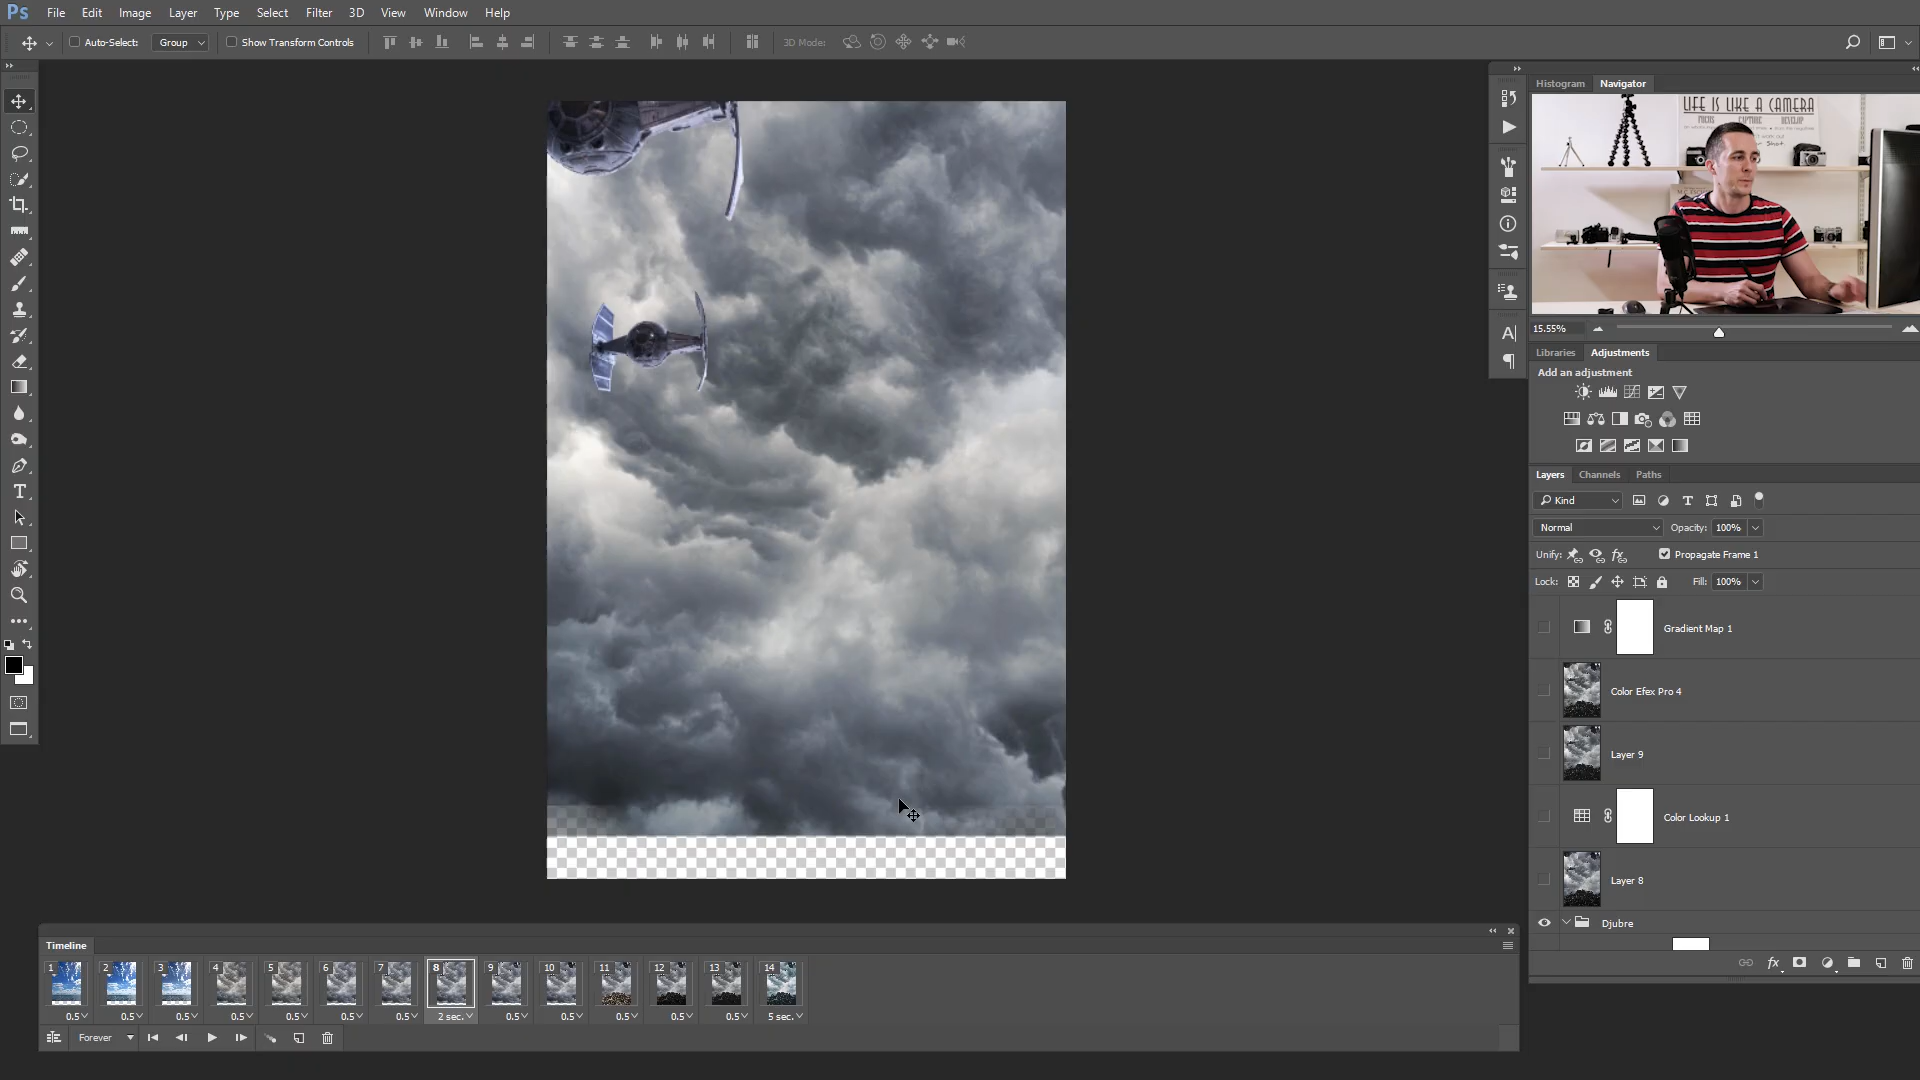 Ps File Edit Image Layer Type Select Filter 3D View Window Help
Auto-Select: Group Show Transform Controls 3D Mode:
Histogram Navigator
LIFE IS LIKE A CAMERA
FOCUS CAPTURE DEVELOP
Shot.
15.55%
Libraries Adjustments
Add an adjustment
Layers Channels Paths
Kind
Normal Opacity: 100%
Unify: Propagate Frame 1
Lock: Fill: 100%
Gradient Map 1
Color Efex Pro 4
Layer 9
Color Lookup 1
Layer 8
Djubre
Timeline
1 2 3 4 5 6 7 8 9 10 11 12 13 14
0.5 0.5 0.5 0.5 0.5 0.5 0.5 2 sec. 0.5 0.5 0.5 0.5 0.5 5 sec.
Forever